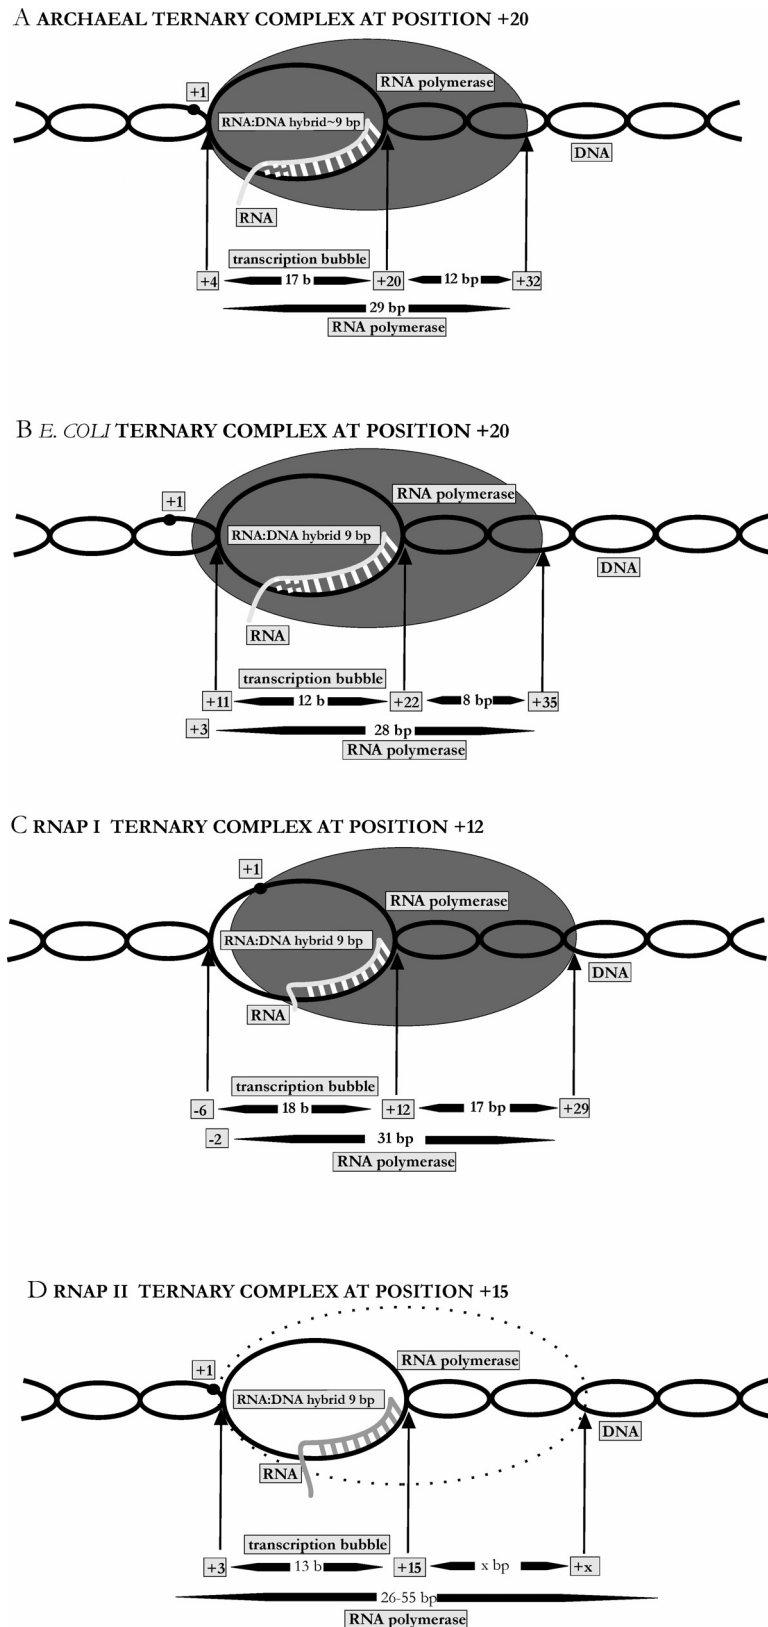 A ARCHAEAL TERNARY COMPLEX AT POSITION +20
RNA polymerase
+1
RNA:DNA hybrid~9 bp
DNA
RNA
transcription bubble
+4 17 b +20 12 bp +32
29 bp
RNA polymerase
B E. COLI TERNARY COMPLEX AT POSITION +20
RNA polymerase
+1
RNA:DNA hybrid 9 bp
DNA
RNA
transcription bubble
+11 12 b +22 8 bp +35
+3 28 bp
RNA polymerase
C RNAP I TERNARY COMPLEX AT POSITION +12
+1
RNA polymerase
RNA:DNA hybrid 9 bp
DNA
RNA
transcription bubble
-6 18 b +12 17 bp +29
-2 31 bp
RNA polymerase
D RNAP II TERNARY COMPLEX AT POSITION +15
RNA polymerase
+1
RNA:DNA hybrid 9 bp
DNA
RNA
transcription bubble
+3 13 b +15 x bp +x
26-55 bp
RNA polymerase